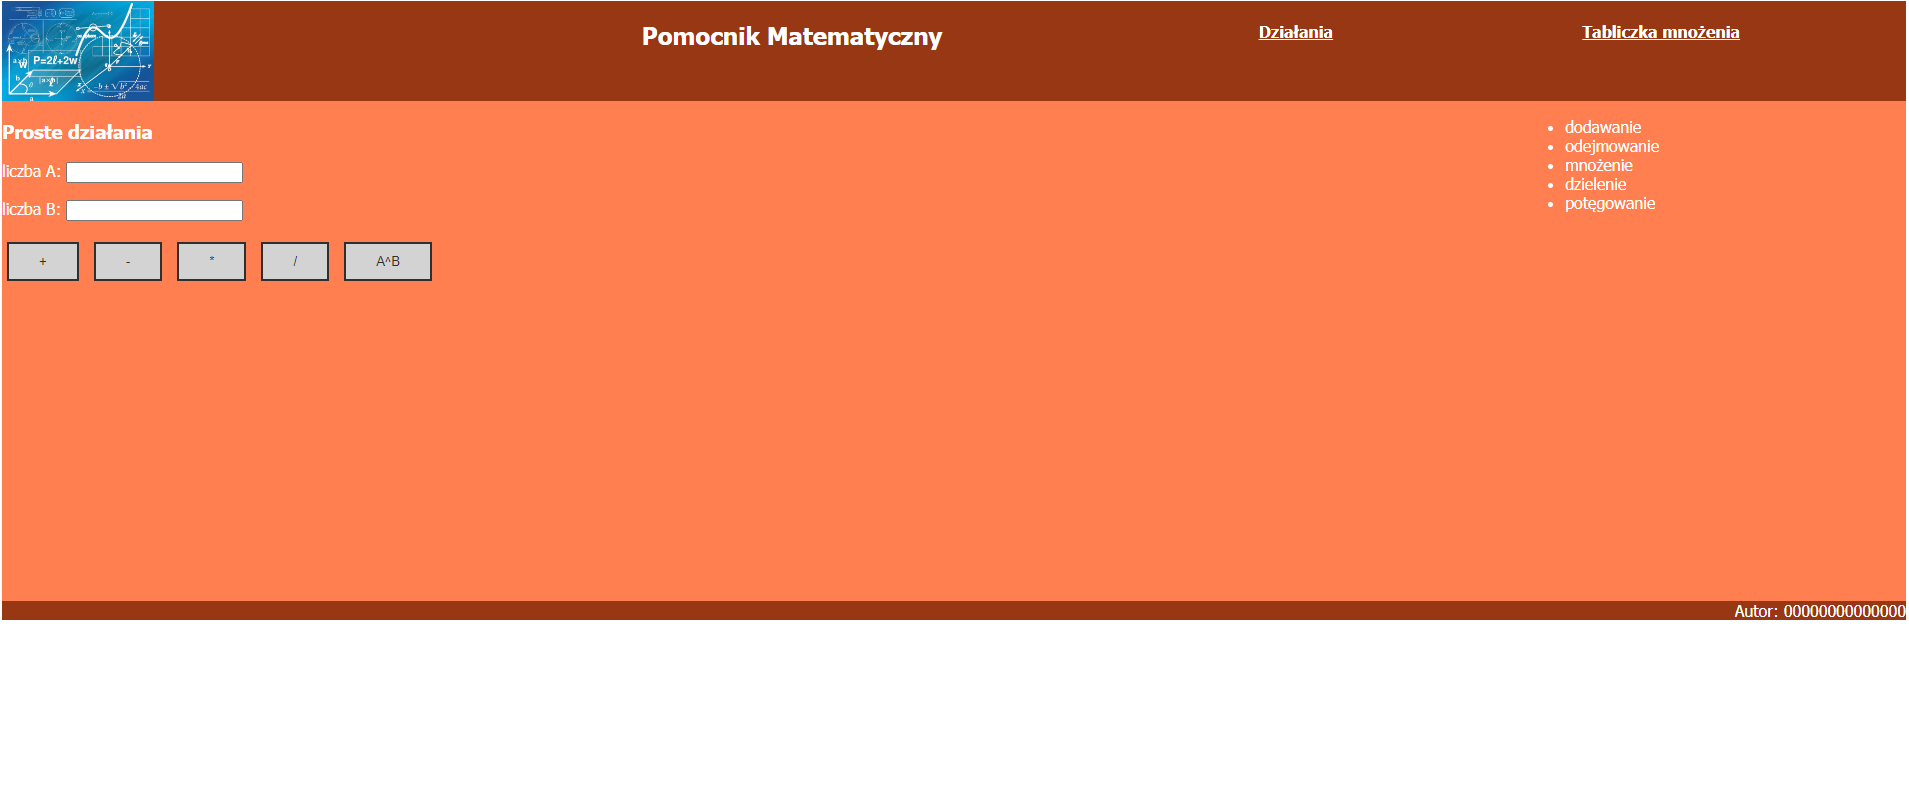 P=2ℓ+2w
Pomocnik Matematyczny
Działania
Tabliczka mnożenia
Proste działania
liczba A:
liczba B:
+ - * / A^B
• dodawanie
• odejmowanie
• mnożenie
• dzielenie
• potęgowanie
Autor: 00000000000000